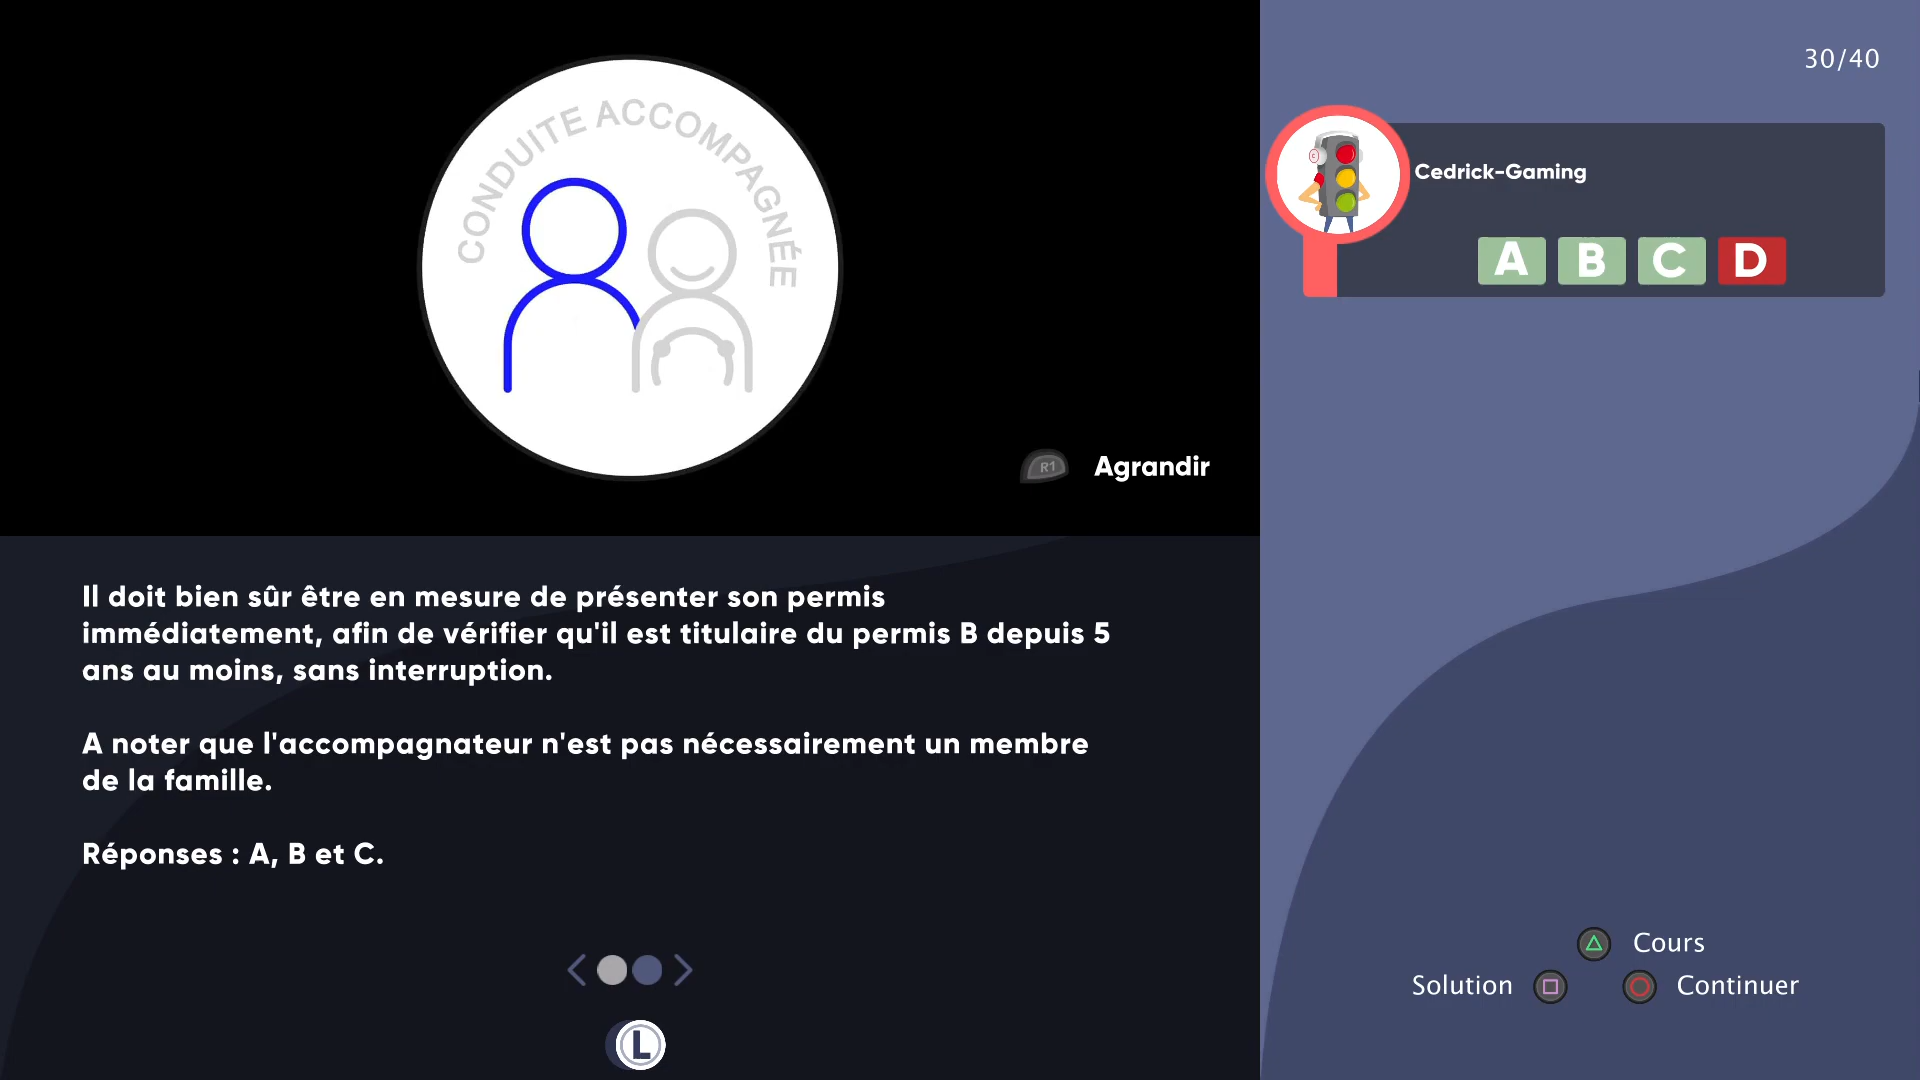 CONDUITE ACCOMPAGNÉE
R1 Agrandir
30/40
Cedrick-Gaming
A B C D
Il doit bien sûr être en mesure de présenter son permis
immédiatement, afin de vérifier qu'il est titulaire du permis B depuis 5
ans au moins, sans interruption.
A noter que l'accompagnateur n'est pas nécessairement un membre
de la famille.
Réponses : A, B et C.
L
Cours
Solution
Continuer